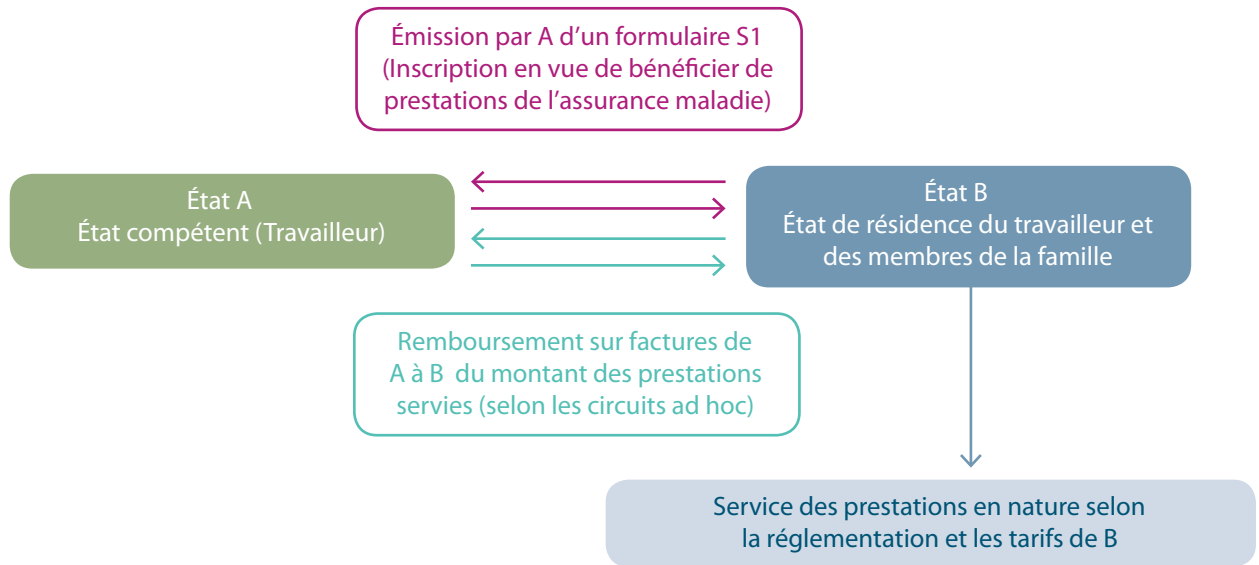 Émission par A d’un formulaire S1
(Inscription en vue de bénéficier de
prestations de l’assurance maladie)
État A
État compétent (Travailleur)
État B
État de résidence du travailleur et
des membres de la famille
Remboursement sur factures de
A à B du montant des prestations
servies (selon les circuits ad hoc)
Service des prestations en nature selon
la réglementation et les tarifs de B